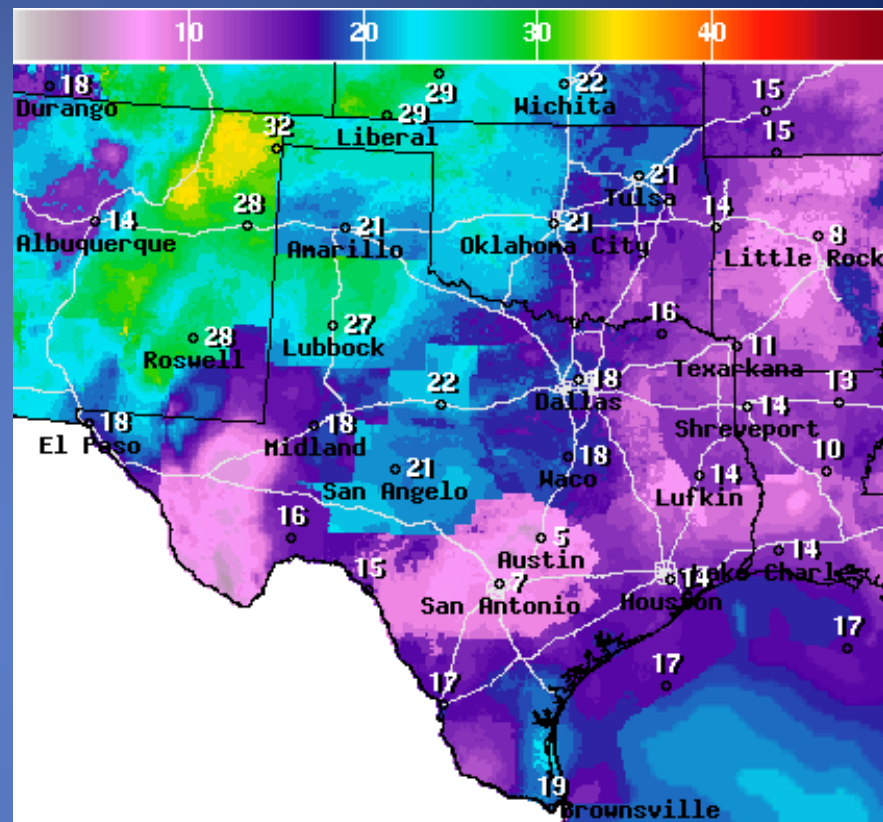 10 20 30 40
18 29 22 15
Durango 29 Wichita
32 Liberal 15
21
Tulsa
14 28 21 21 14 8
Albuquerque Amarillo Oklahoma City Little Rock
28 27 16
Roswell Lubbock 11
Texarkana
22 18 13
Dallas 14
18 18 Shreveport
El Paso Midland
21 18 14 10
San Angelo Waco Lufkin
16 5 14
Austin Lake Charl
15 7 14
San Antonio Houston
17
17 17
19
Brownsville